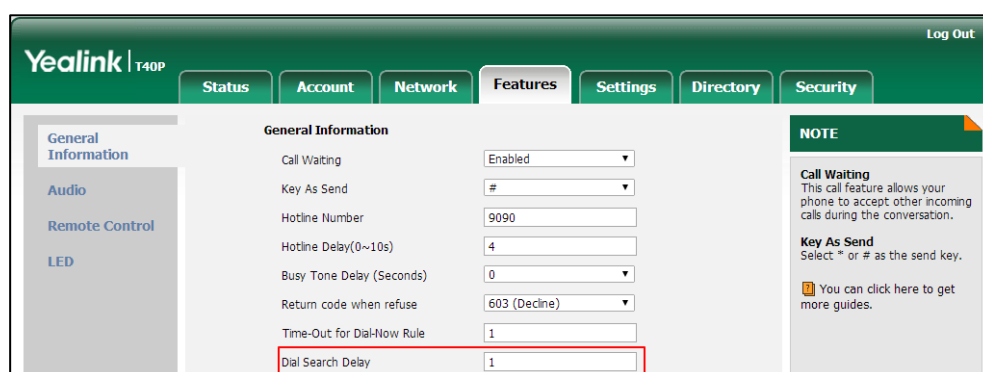 Log Out
Yealink T40P
Status Account Network Features Settings Directory Security
General
Information
Audio
Remote Control
LED
General Information
Call Waiting Enabled
Key As Send #
Hotline Number 9090
Hotline Delay(0~10s) 4
Busy Tone Delay (Seconds) 0
Return code when refuse 603 (Decline)
Time-Out for Dial-Now Rule 1
Dial Search Delay 1
NOTE
Call Waiting
This call feature allows your
phone to accept other incoming
calls during the conversation.
Key As Send
Select * or # as the send key.
You can click here to get
more guides.